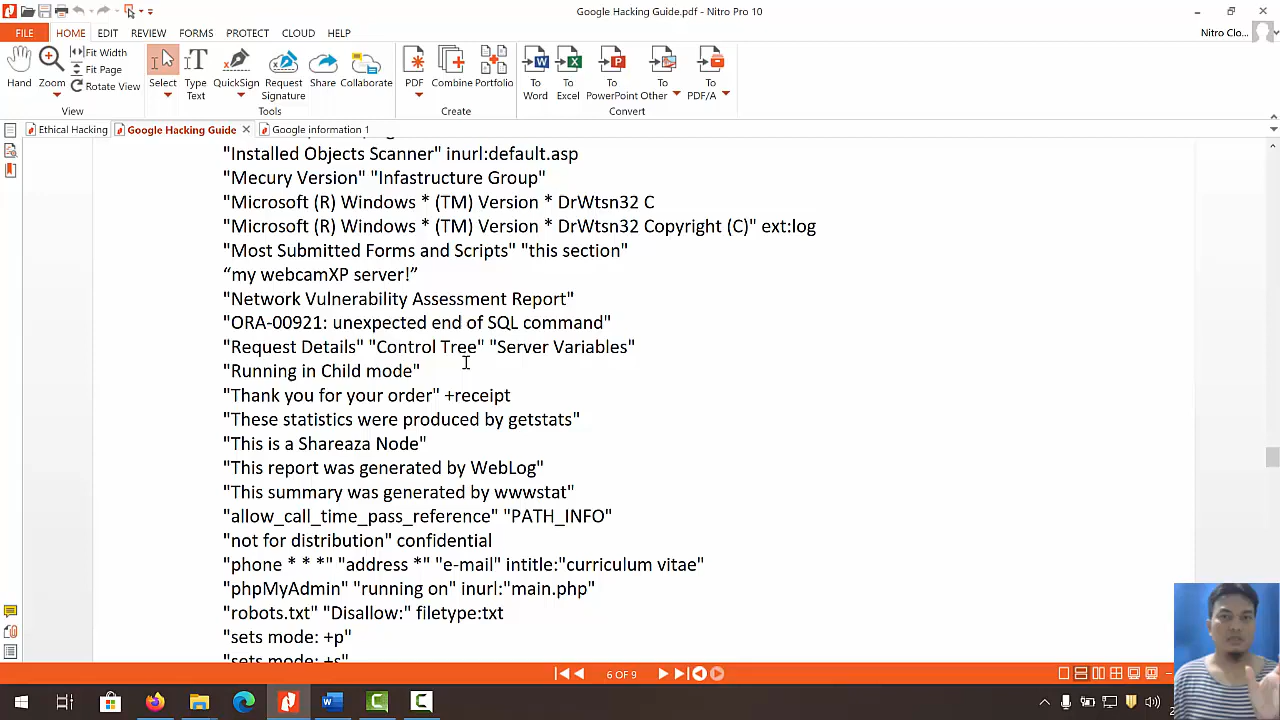 Google Hacking Guide.pdf - Nitro Pro 10
FILE HOME EDIT REVIEW FORMS PROTECT CLOUD HELP
Nitro Clo...
Hand
Zoom
Fit Width
Fit Page
Rotate View
View
Select
Type Text
QuickSign
Request Signature
Share
Collaborate
Tools
PDF
Combine
Portfolio
Create
To Word
To Excel
To PowerPoint
To Other
To PDF/A
Convert
Ethical Hacking
Google Hacking Guide
Google information 1
"Installed Objects Scanner" inurl:default.asp
"Mecury Version" "Infastructure Group"
"Microsoft (R) Windows * (TM) Version * DrWtsn32 C
"Microsoft (R) Windows * (TM) Version * DrWtsn32 Copyright (C)" ext:log
"Most Submitted Forms and Scripts" "this section"
“my webcamXP server!”
"Network Vulnerability Assessment Report"
"ORA-00921: unexpected end of SQL command"
"Request Details" "Control Tree" "Server Variables"
"Running in Child mode"
"Thank you for your order" +receipt
"These statistics were produced by getstats"
"This is a Shareaza Node"
"This report was generated by WebLog"
"This summary was generated by wwwstat"
"allow_call_time_pass_reference" "PATH_INFO"
"not for distribution" confidential
"phone * * *" "address *" "e-mail" intitle:"curriculum vitae"
"phpMyAdmin" "running on" inurl:"main.php"
"robots.txt" "Disallow:" filetype:txt
"sets mode: +p"
"sets mode: +s"
6 OF 9